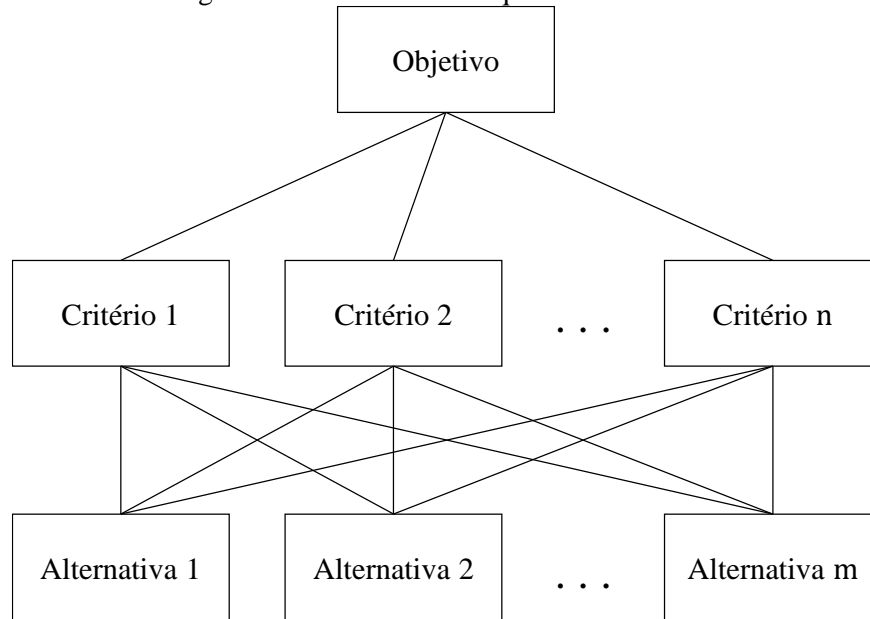 Objetivo
Critério 1
Critério 2
. . .
Critério n
Alternativa 1
Alternativa 2
. . .
Alternativa m